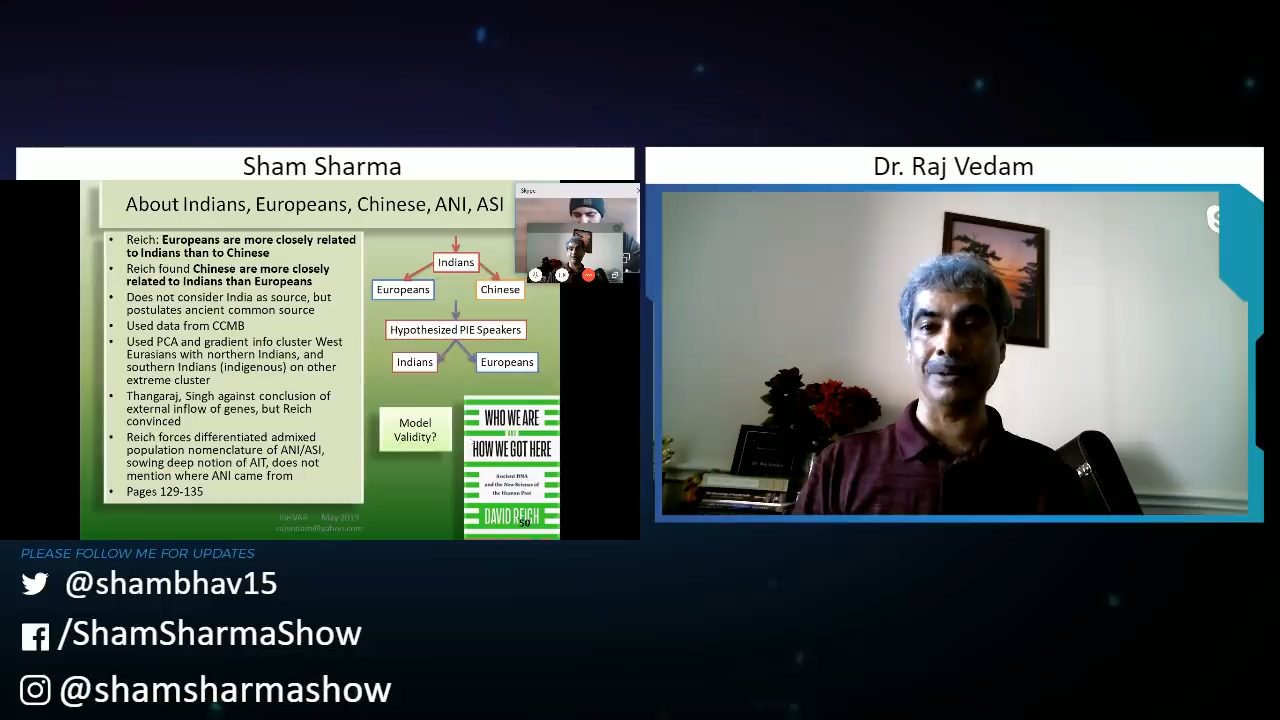 Sham Sharma
Dr. Raj Vedam
About Indians, Europeans, Chinese, ANI, ASI
Skype
• Reich: Europeans are more closely related
to Indians than to Chinese
• Reich found Chinese are more closely
related to Indians than Europeans
• Does not consider India as source, but
postulates ancient common source
• Used data from CCMB
• Used PCA and gradient info cluster West
Eurasians with northern Indians, and
southern Indians (indigenous) on other
extreme cluster
• Thangaraj, Singh against conclusion of
external inflow of genes, but Reich
convinced
• Reich forces differentiated admixed
population nomenclature of ANI/ASI,
sowing deep notion of AIT, does not
mention where ANI came from
• Pages 129-135
Indians
Europeans
Chinese
Hypothesized PIE Speakers
Indians
Europeans
Model
Validity?
WHO WE ARE
AND
HOW WE GOT HERE
Ancient DNA
and the New Science of
the Human Past
DAVID REICH
50
ISHVAR May 2019
PLEASE FOLLOW ME FOR UPDATES
@shambhav15
/ShamSharmaShow
@shamsharmashow